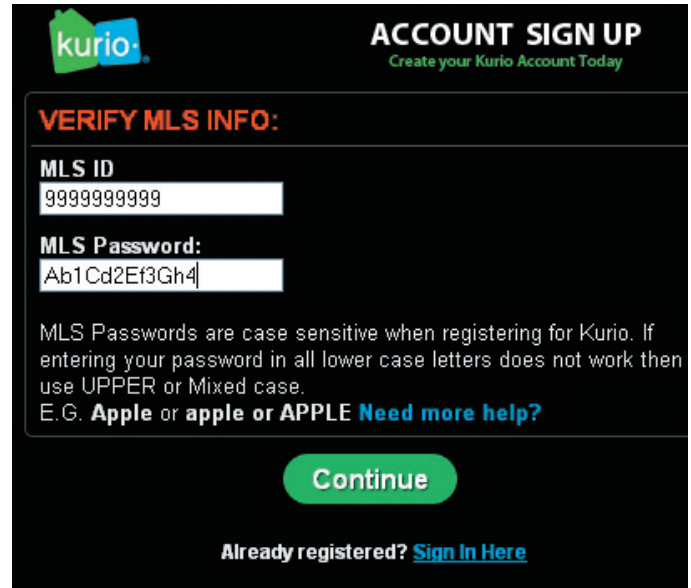 kurio
ACCOUNT SIGN UP
Create your Kurio Account Today
VERIFY MLS INFO:
MLS ID
9999999999
MLS Password:
Ab1Cd2Ef3Gh4
MLS Passwords are case sensitive when registering for Kurio. If
entering your password in all lower case letters does not work then
use UPPER or Mixed case.
E.G. Apple or apple or APPLE Need more help?
Continue
Already registered? Sign In Here